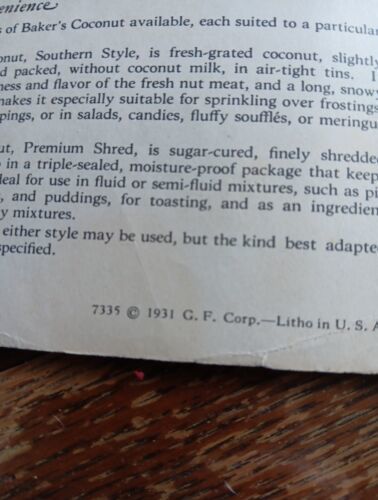 enience
s of Baker's Coconut available, each suited to a particular
onut, Southern Style, is fresh-grated coconut, slightly
d packed, without coconut milk, in air-tight tins. I
ness and flavor of the fresh nut meat, and a long, snowy
makes it especially suitable for sprinkling over frostings
pings, or in salads, candies, fluffy soufflés, or meringu
ut, Premium Shred, is sugar-cured, finely shredded
o in a triple-sealed, moisture-proof package that keep
deal for use in fluid or semi-fluid mixtures, such as pi
, and puddings, for toasting, and as an ingredien
y mixtures.
either style may be used, but the kind best adapte
specified.
7335 © 1931 G. F. Corp.—Litho in U. S. A